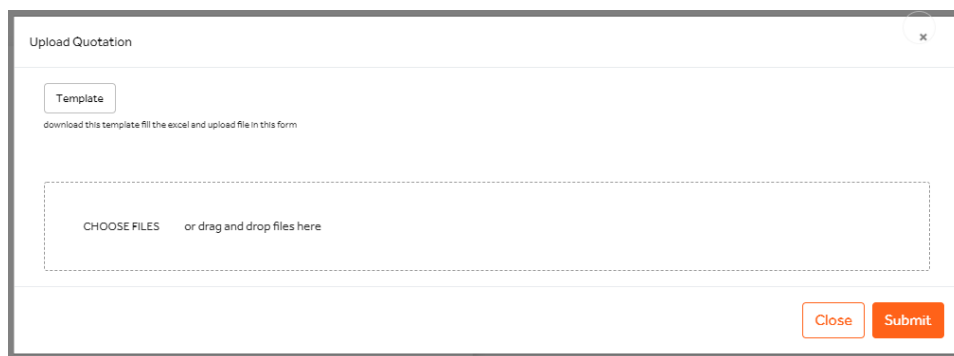 Upload Quotation
×
Template
download this template fill the excel and upload file in this form
CHOOSE FILES or drag and drop files here
Close Submit